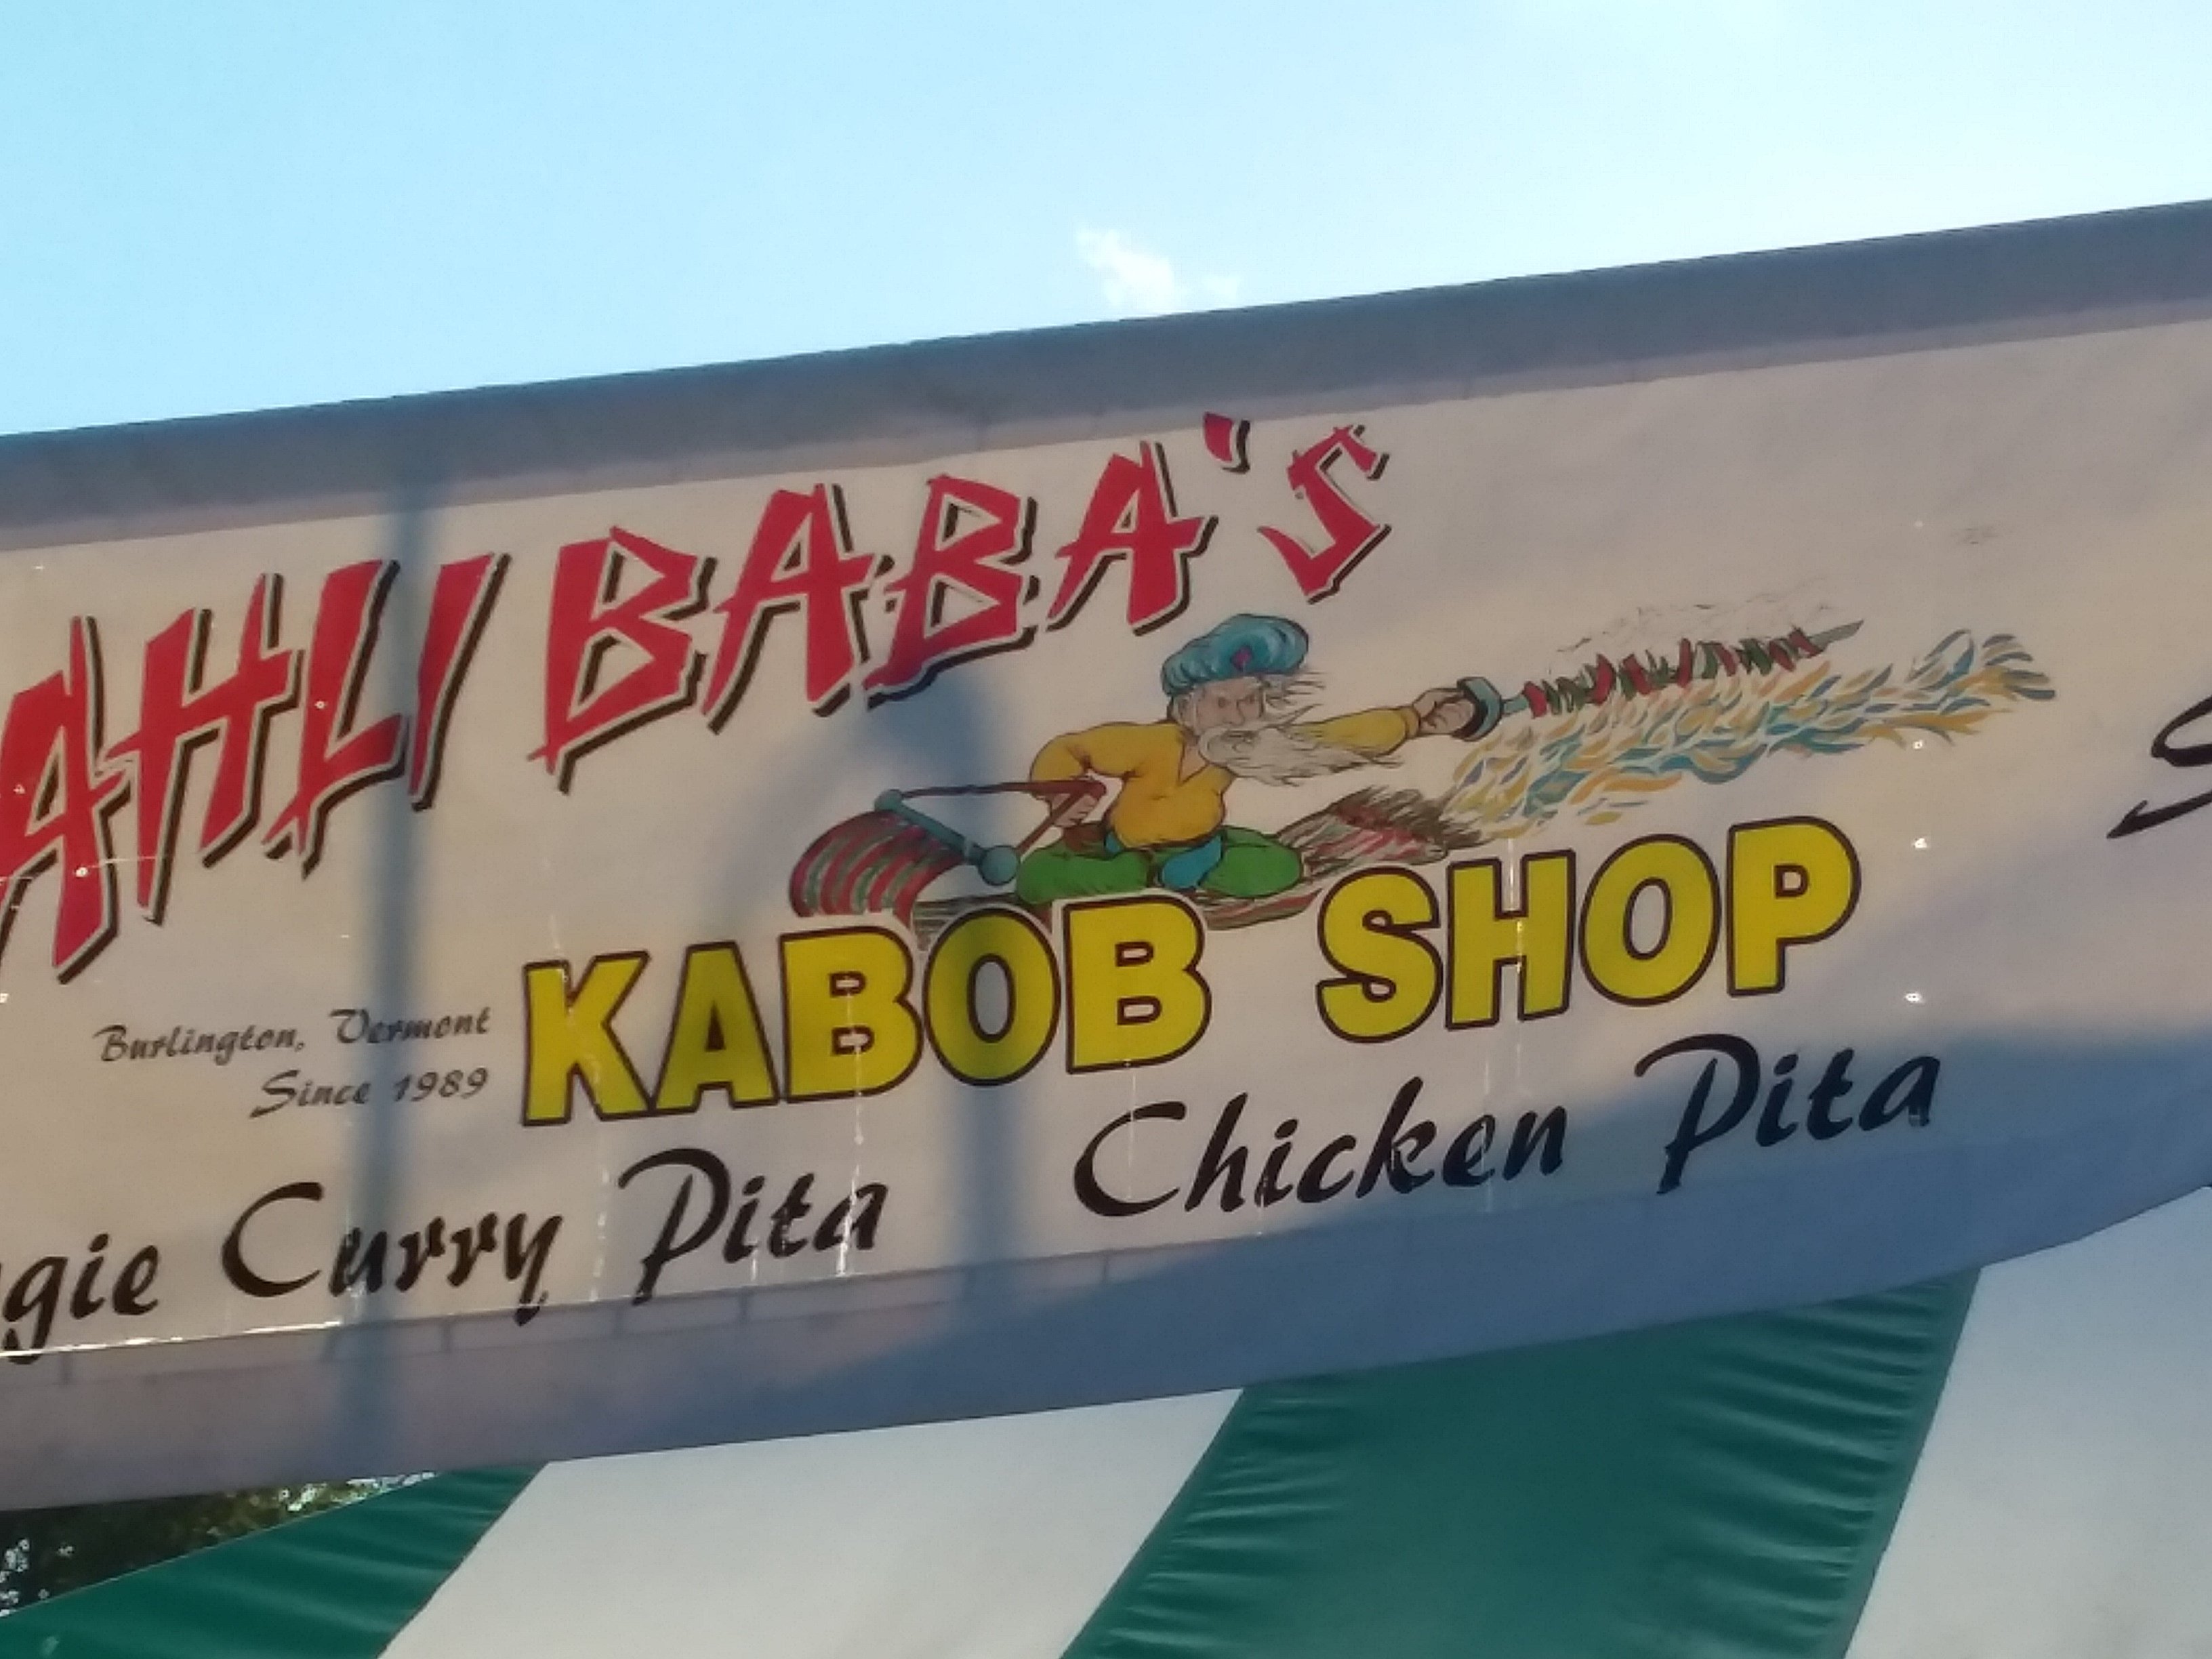 AHLI BABA'S
KABOB SHOP
Burlington, Vermont
Since 1989
Curry Pita Chicken Pita